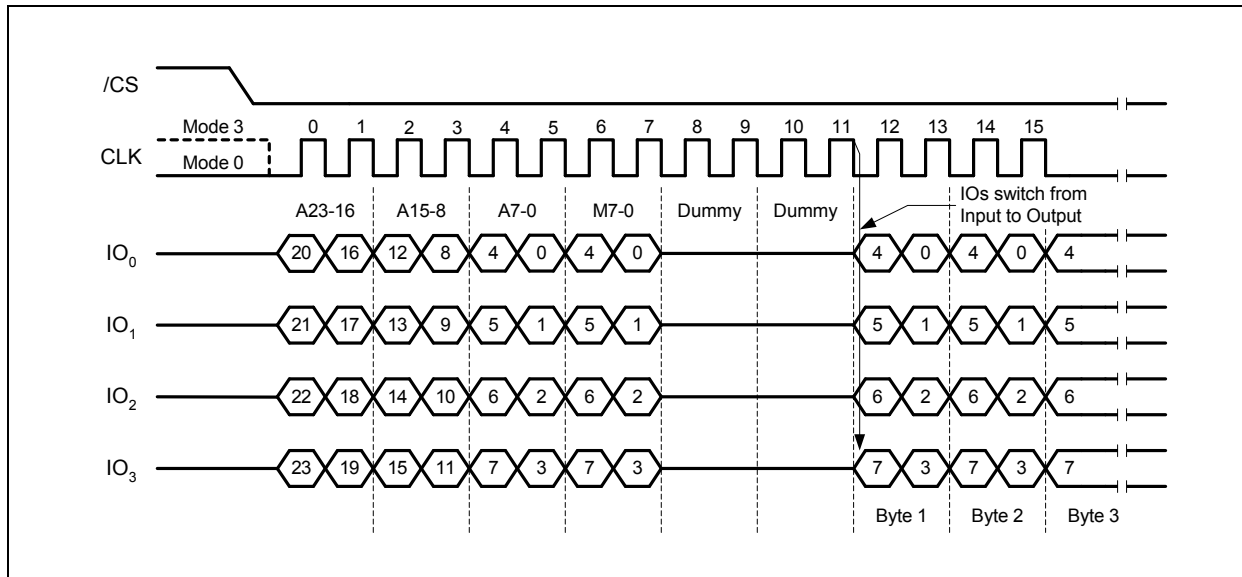 /CS
Mode 3 0 1 2 3 4 5 6 7 8 9 10 11 12 13 14 15
CLK
Mode 0
IOs switch from
A23-16 A15-8 A7-0 M7-0 Dummy Dummy Input to Output
IO0 20 16 12 8 4 0 4 0 4 0 4 0 4
IO1 21 17 13 9 5 1 5 1 5 1 5 1 5
IO2 22 18 14 10 6 2 6 2 6 2 6 2 6
IO3 23 19 15 11 7 3 7 3 7 3 7 3 7
Byte 1 Byte 2 Byte 3